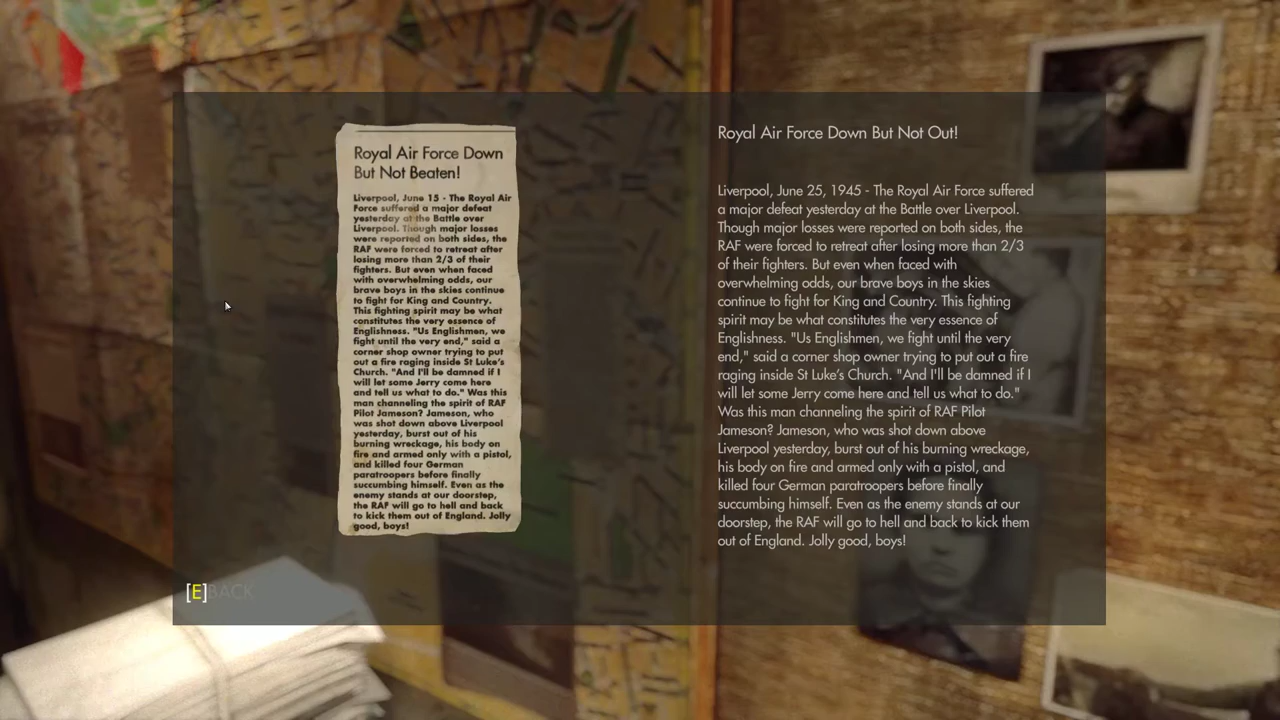 Royal Air Force Down
But Not Beaten!
Liverpool, June 15 - The Royal Air
Force suffered a major defeat
yesterday at the Battle over
Liverpool. Though major losses
were reported on both sides, the
RAF were forced to retreat after
losing more than 2/3 of their
fighters. But even when faced
with overwhelming odds, our
brave boys in the skies continue
to fight for King and Country.
This fighting spirit may be what
constitutes the very essence of
Englishness. "Us Englishmen, we
fight until the very end," said a
corner shop owner trying to put
out a fire raging inside St Luke's
Church. "And I'll be damned if I
will let some Jerry come here
and tell us what to do." Was this
man channeling the spirit of RAF
Pilot Jameson? Jameson, who
was shot down above Liverpool
yesterday, burst out of his
burning wreckage, his body on
fire and armed only with a pistol,
and killed four German
paratroopers before finally
succumbing himself. Even as the
enemy stands at our doorstep,
the RAF will go to hell and back
to kick them out of England. Jolly
good, boys!
Royal Air Force Down But Not Out!
Liverpool, June 25, 1945 - The Royal Air Force suffered
a major defeat yesterday at the Battle over Liverpool.
Though major losses were reported on both sides, the
RAF were forced to retreat after losing more than 2/3
of their fighters. But even when faced with
overwhelming odds, our brave boys in the skies
continue to fight for King and Country. This fighting
spirit may be what constitutes the very essence of
Englishness. "Us Englishmen, we fight until the very
end," said a corner shop owner trying to put out a fire
raging inside St Luke's Church. "And I'll be damned if I
will let some Jerry come here and tell us what to do."
Was this man channeling the spirit of RAF Pilot
Jameson? Jameson, who was shot down above
Liverpool yesterday, burst out of his burning wreckage,
his body on fire and armed only with a pistol, and
killed four German paratroopers before finally
succumbing himself. Even as the enemy stands at our
doorstep, the RAF will go to hell and back to kick them
out of England. Jolly good, boys!
[E]BACK